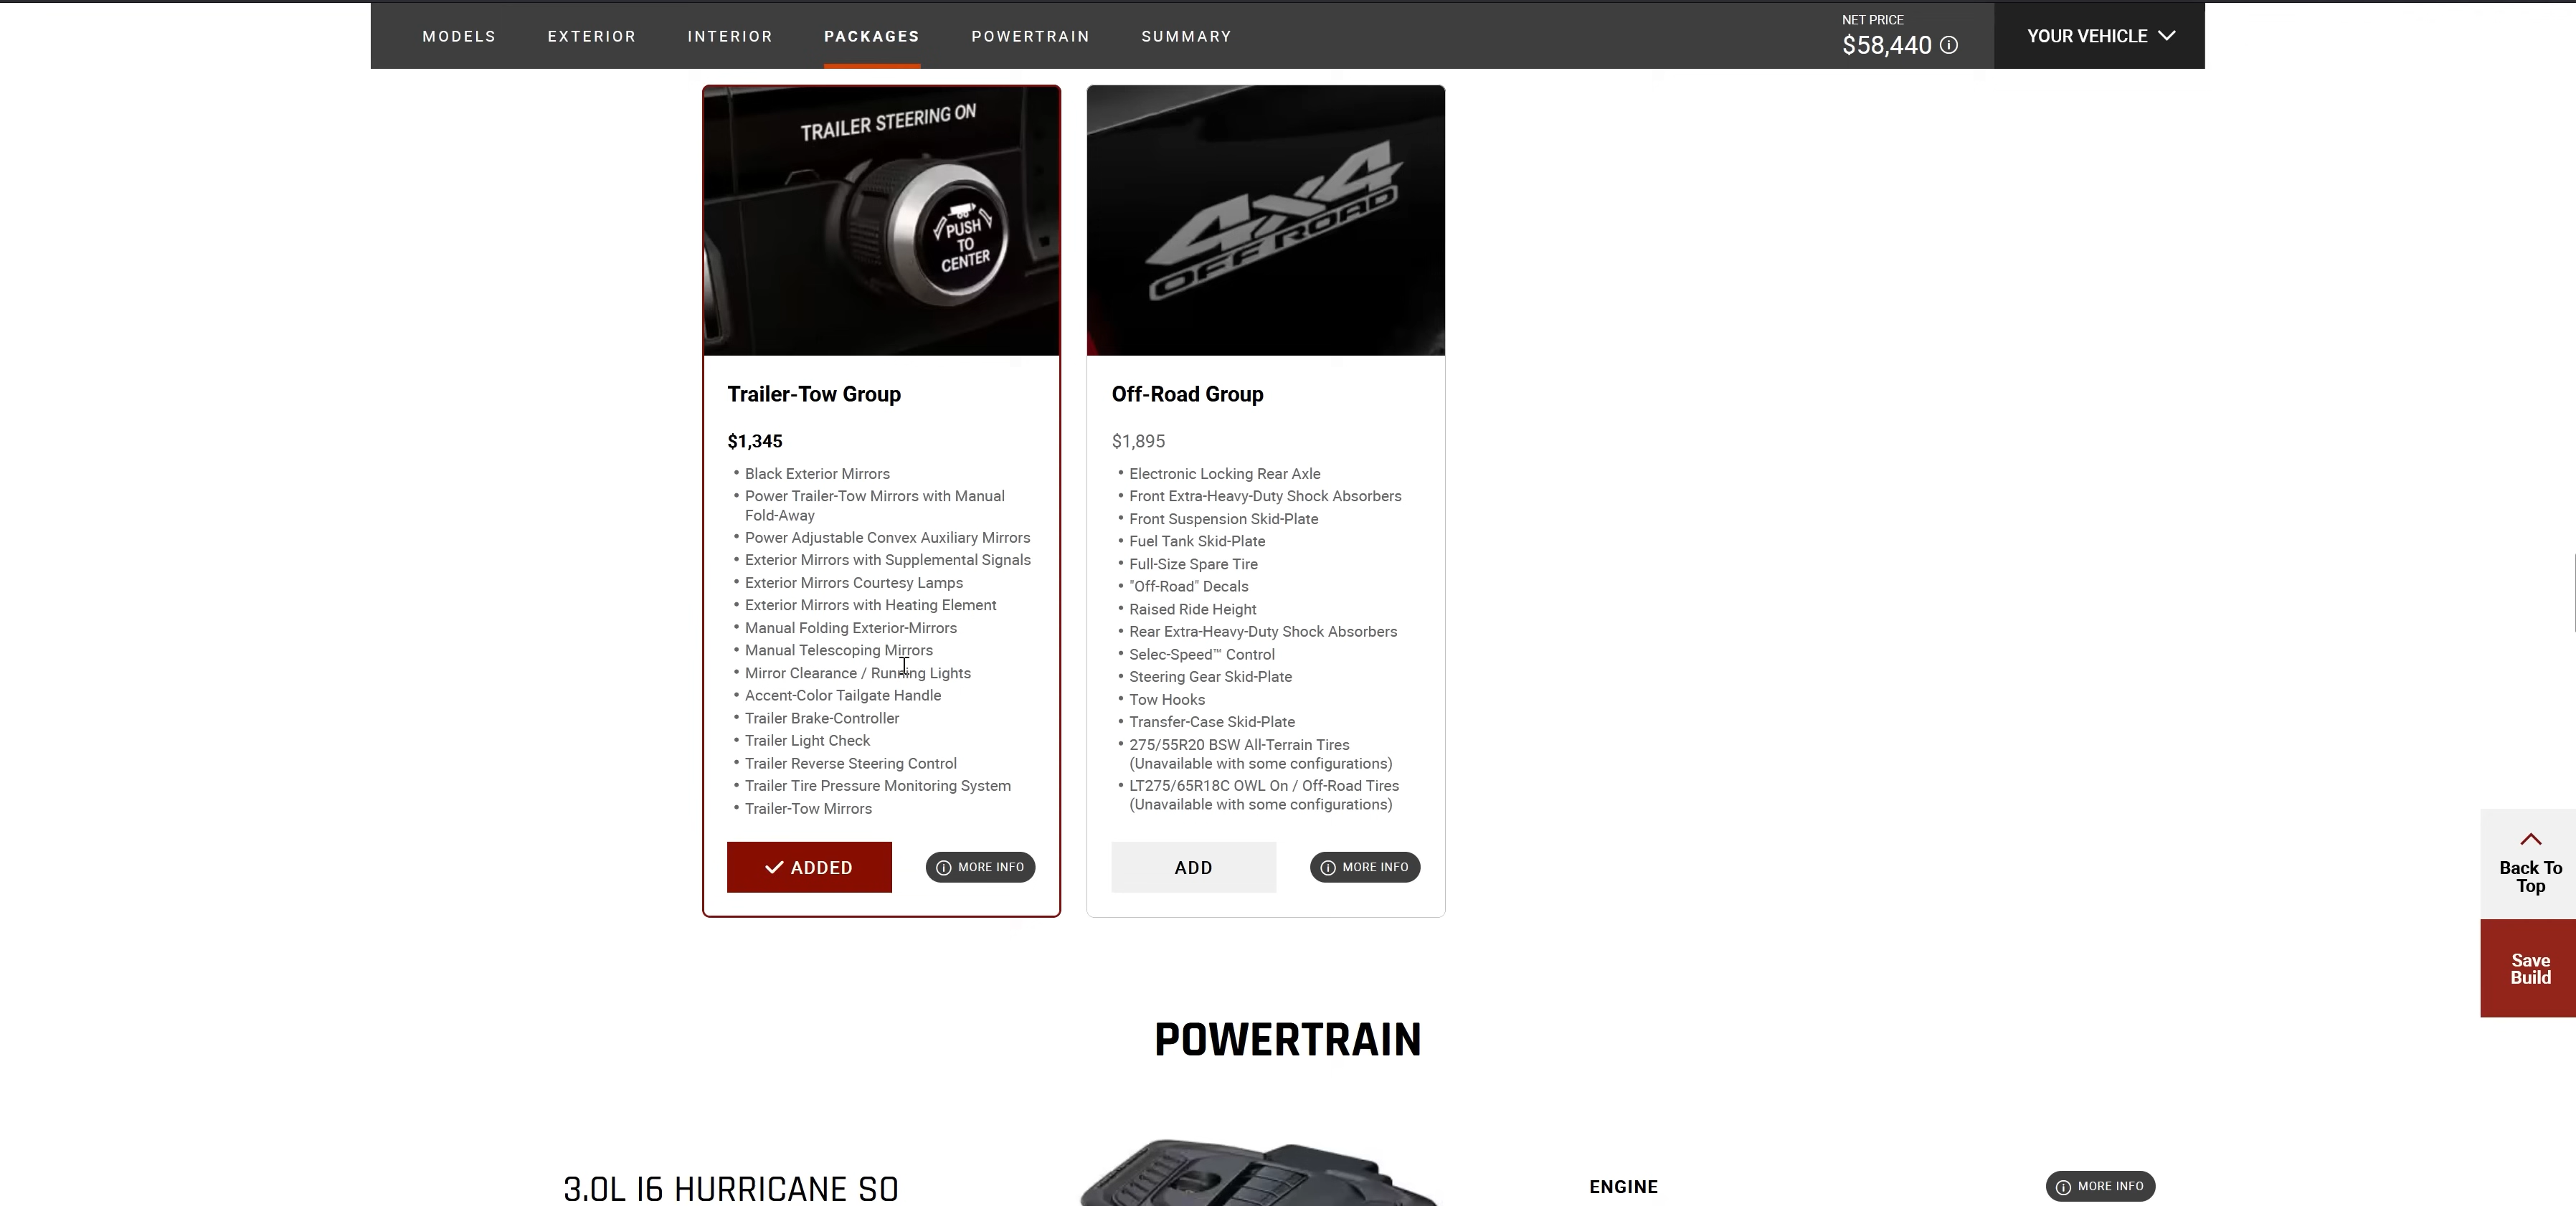 MODELS
EXTERIOR
INTERIOR
PACKAGES
POWERTRAIN
SUMMARY
NET PRICE
$58,440
YOUR VEHICLE
TRAILER STEERING ON
PUSH
TO
CENTER
Trailer-Tow Group
$1,345
• Black Exterior Mirrors
• Power Trailer-Tow Mirrors with Manual
Fold-Away
• Power Adjustable Convex Auxiliary Mirrors
• Exterior Mirrors with Supplemental Signals
• Exterior Mirrors Courtesy Lamps
• Exterior Mirrors with Heating Element
• Manual Folding Exterior-Mirrors
• Manual Telescoping Mirrors
• Mirror Clearance / Running Lights
• Accent-Color Tailgate Handle
• Trailer Brake-Controller
• Trailer Light Check
• Trailer Reverse Steering Control
• Trailer Tire Pressure Monitoring System
• Trailer-Tow Mirrors
ADDED
MORE INFO
4x4
OFF ROAD
Off-Road Group
$1,895
• Electronic Locking Rear Axle
• Front Extra-Heavy-Duty Shock Absorbers
• Front Suspension Skid-Plate
• Fuel Tank Skid-Plate
• Full-Size Spare Tire
• "Off-Road" Decals
• Raised Ride Height
• Rear Extra-Heavy-Duty Shock Absorbers
• Selec-Speed™ Control
• Steering Gear Skid-Plate
• Tow Hooks
• Transfer-Case Skid-Plate
• 275/55R20 BSW All-Terrain Tires
(Unavailable with some configurations)
• LT275/65R18C OWL On / Off-Road Tires
(Unavailable with some configurations)
ADD
MORE INFO
Back To
Top
Save
Build
POWERTRAIN
3.0L I6 HURRICANE SO
ENGINE
MORE INFO